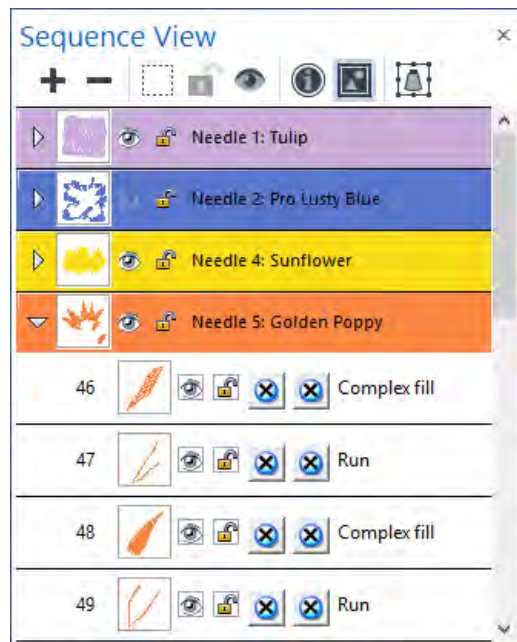 Sequence View
Needle 1: Tulip
Needle 2: Pro Lusty Blue
Needle 4: Sunflower
Needle 5: Golden Poppy
46 Complex fill
47 Run
48 Complex fill
49 Run